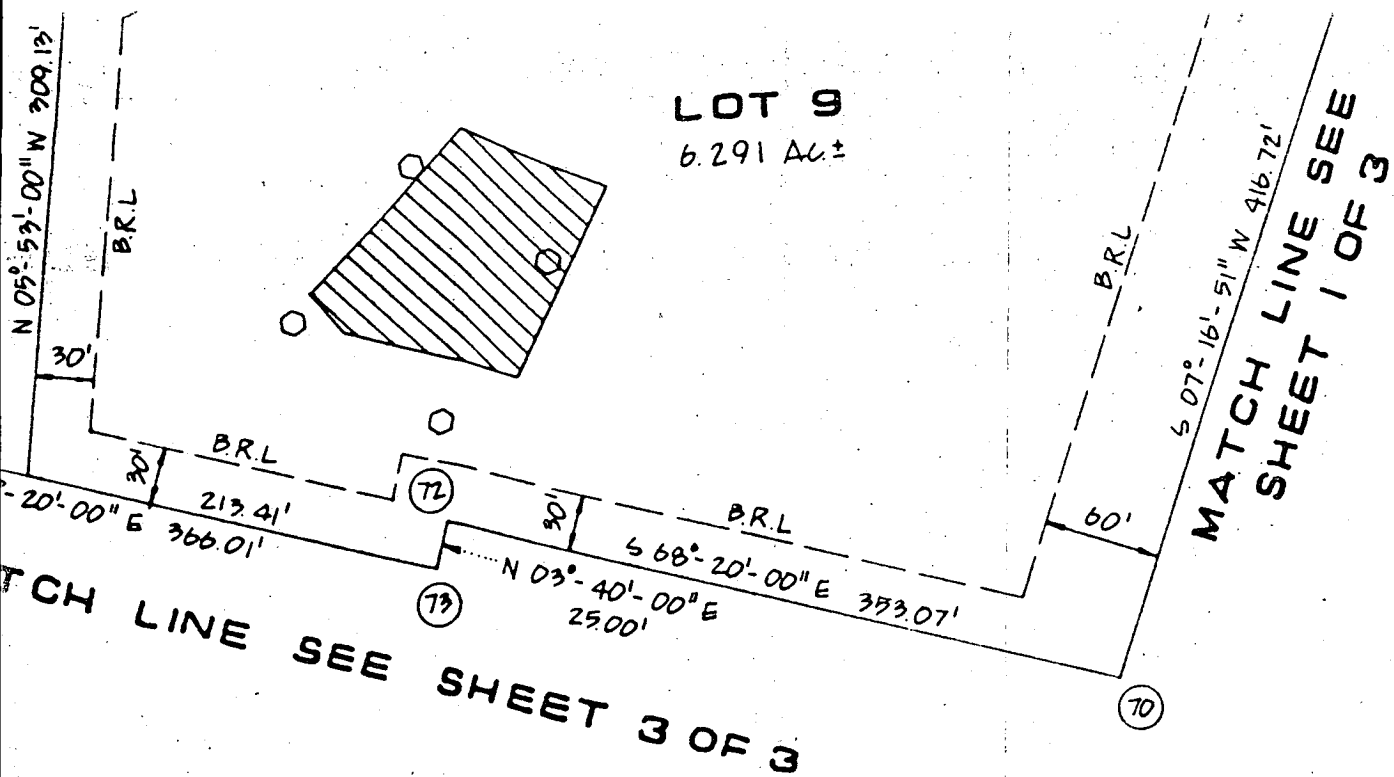 N 05°-53'-00" W 309.13'
B.R.L
LOT 9
6.291 Ac.±
B.R.L
S 07°-16'-51" W 416.72'
MATCH LINE SEE
SHEET 1 OF 3
30'
B.R.L
30'
72
213.41'
-20'-00" E 366.01'
30'
B.R.L
60'
S 68°-20'-00" E 353.07'
N 03°-40'-00" E
25.00'
73
70
TCH LINE SEE SHEET 3 OF 3